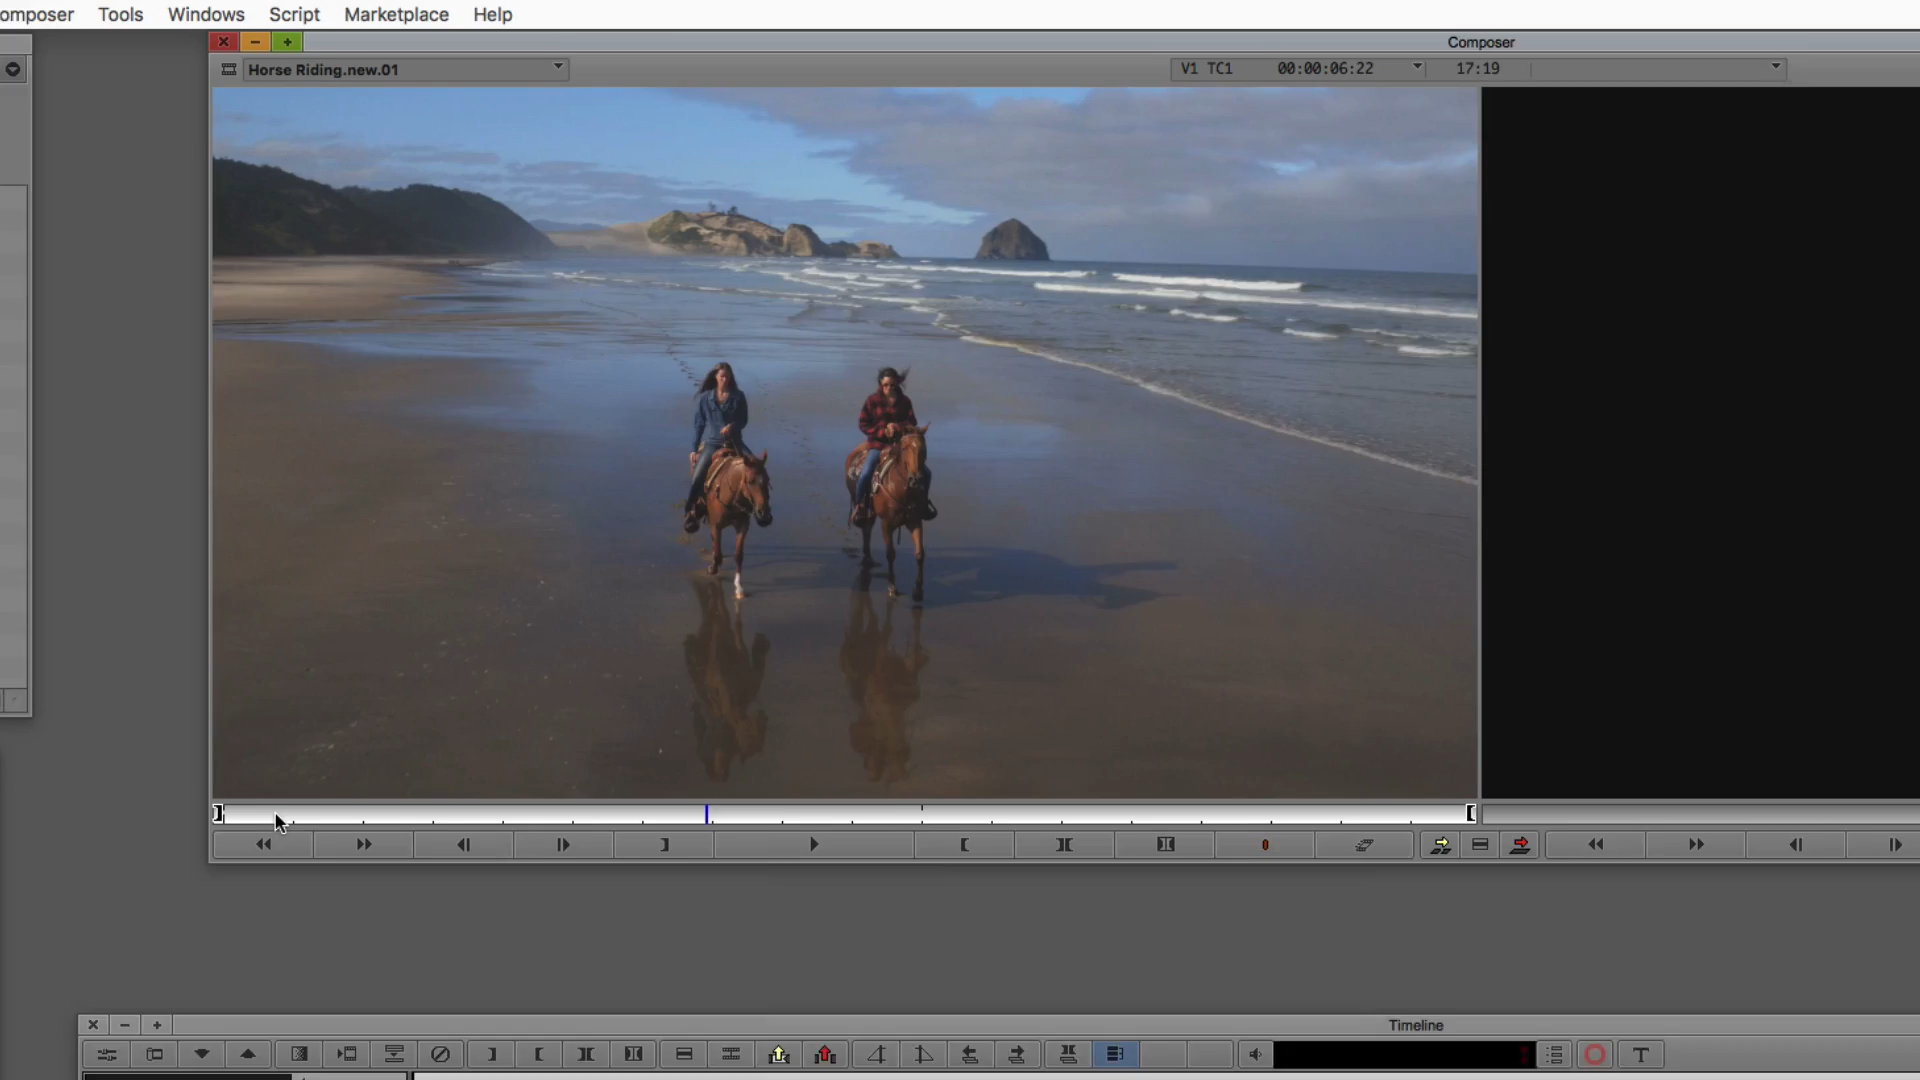 omposer Tools Windows Script Marketplace Help
Composer
Horse Riding.new.01 V1 TC1 00:00:06:22 17:19
Timeline
T